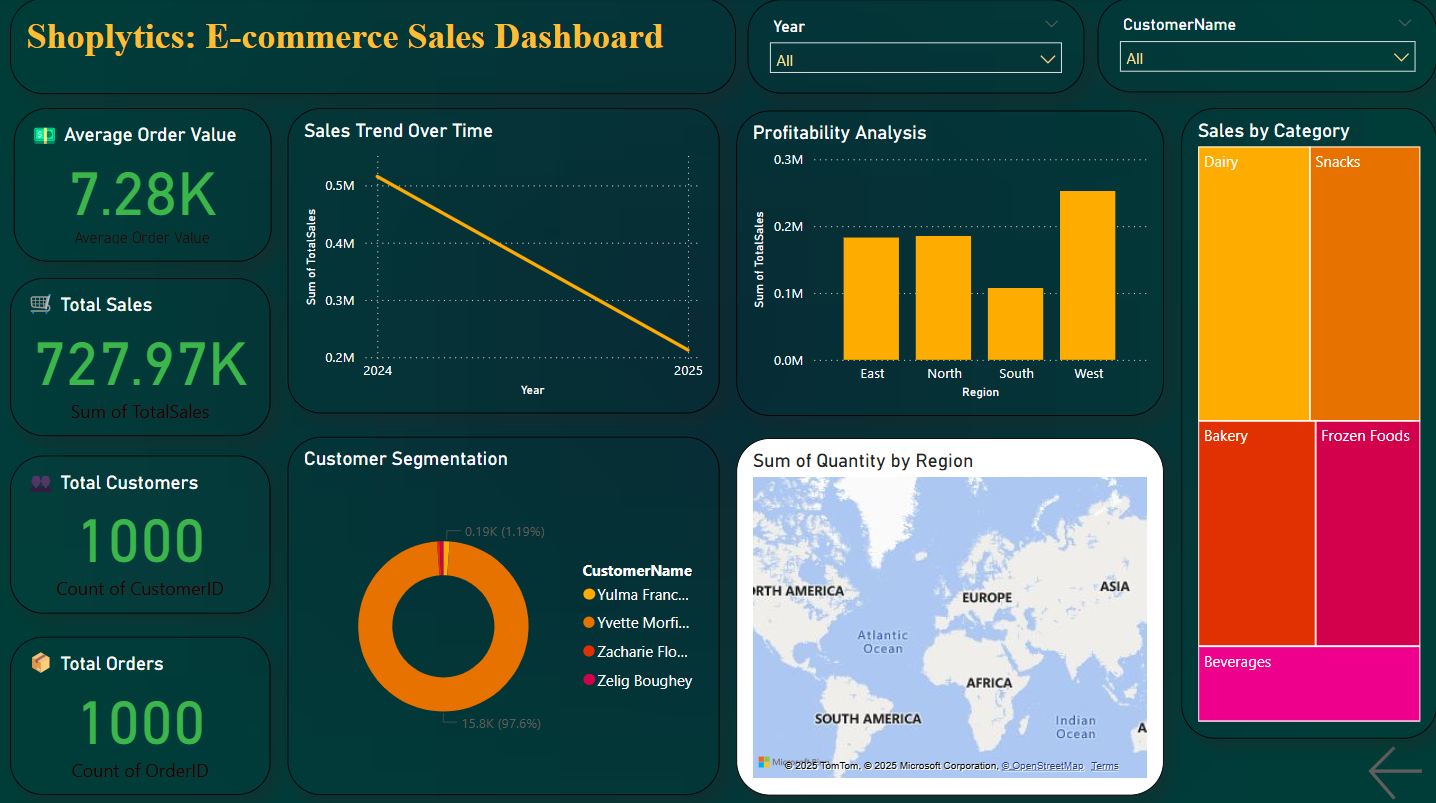 Shoplytics: E-commerce Sales Dashboard
Year
All
CustomerName
All
Average Order Value
7.28K
Average Order Value
Total Sales
727.97K
Sum of TotalSales
Total Customers
1000
Count of CustomerID
Total Orders
1000
Count of OrderID
Sales Trend Over Time
Sum of TotalSales
0.5M
0.4M
0.3M
0.2M
2024
2025
Year
Profitability Analysis
Sum of TotalSales
0.3M
0.2M
0.1M
0.0M
East
North
South
West
Region
Customer Segmentation
0.19K (1.19%)
15.8K (97.6%)
CustomerName
Yulma Franc...
Yvette Morfi...
Zacharie Flo...
Zelig Boughey
Sum of Quantity by Region
NORTH AMERICA
EUROPE
ASIA
Atlantic
Ocean
AFRICA
SOUTH AMERICA
Indian
Ocean
A
Microsoft
© 2025 TomTom, © 2025 Microsoft Corporation, © OpenStreetMap Terms
Sales by Category
Dairy
Snacks
Bakery
Frozen Foods
Beverages